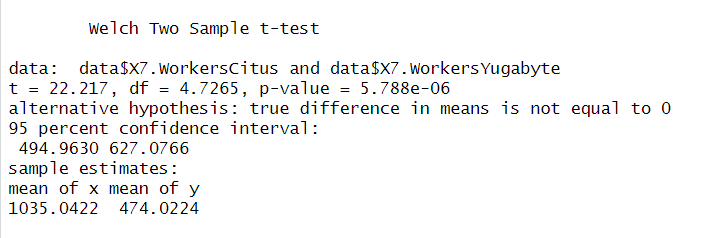 Welch Two Sample t-test
data:  data$X7.WorkersCitus and data$X7.WorkersYugabyte
t = 22.217, df = 4.7265, p-value = 5.788e-06
alternative hypothesis: true difference in means is not equal to 0
95 percent confidence interval:
 494.9630 627.0766
sample estimates:
mean of x mean of y
1035.0422  474.0224